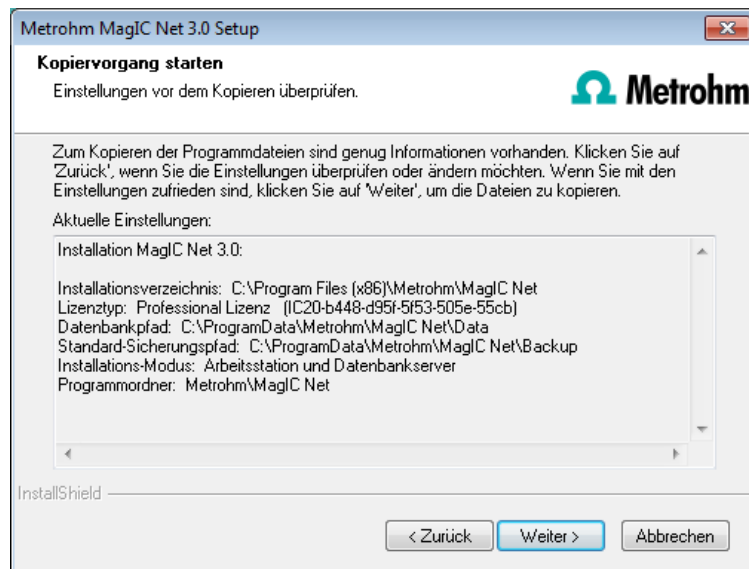 Metrohm MagIC Net 3.0 Setup
Kopiervorgang starten
Einstellungen vor dem Kopieren überprüfen.
Metrohm
Zum Kopieren der Programmdateien sind genug Informationen vorhanden. Klicken Sie auf
'Zurück', wenn Sie die Einstellungen überprüfen oder ändern möchten. Wenn Sie mit den
Einstellungen zufrieden sind, klicken Sie auf 'Weiter', um die Dateien zu kopieren.
Aktuelle Einstellungen:
Installation MagIC Net 3.0:
Installationsverzeichnis: C:\Program Files (x86)\Metrohm\MagIC Net
Lizenztyp: Professional Lizenz (IC20-b448-d95f-5f53-505e-55cb)
Datenbankpfad: C:\ProgramData\Metrohm\MagIC Net\Data
Standard-Sicherungspfad: C:\ProgramData\Metrohm\MagIC Net\Backup
Installations-Modus: Arbeitsstation und Datenbankserver
Programmordner: Metrohm\MagIC Net
InstallShield
< Zurück
Weiter >
Abbrechen